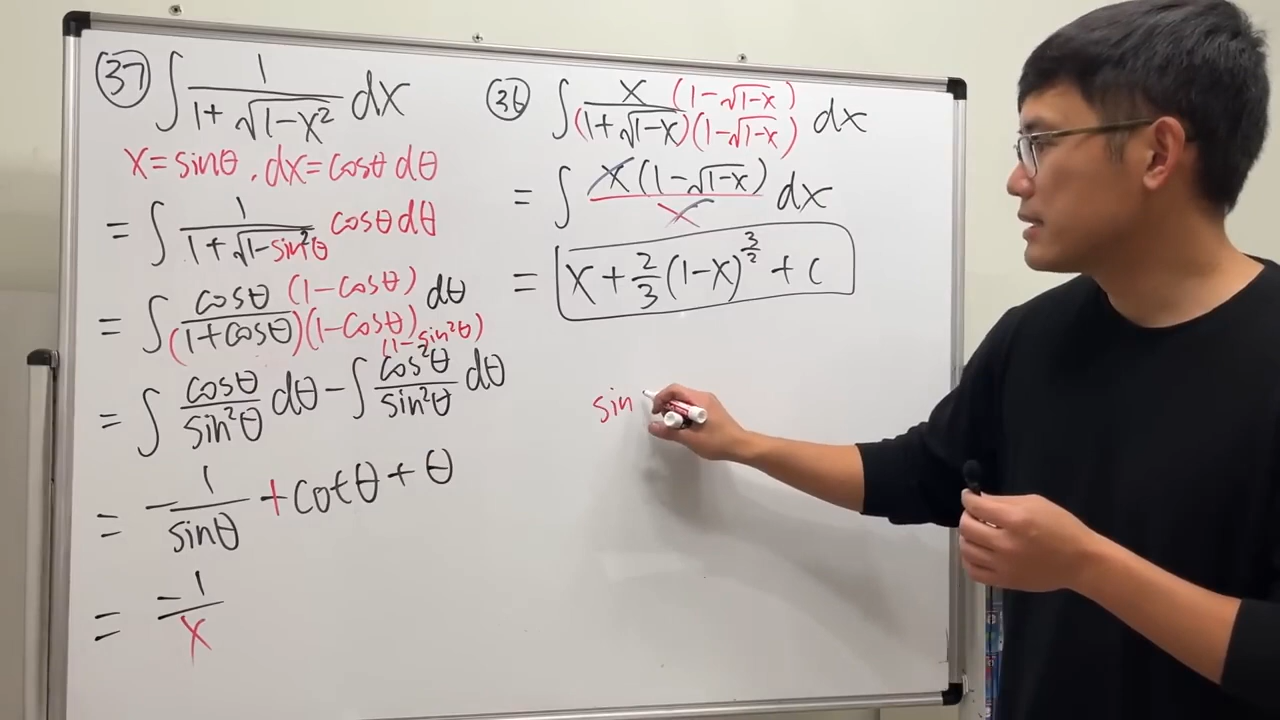 (37) ∫ 1/(1+√(1-x²)) dx
x = sinθ, dx = cosθ dθ
= ∫ 1/(1+√(1-sin²θ)) cosθ dθ
= ∫ cosθ (1-cosθ)/((1+cosθ)(1-cosθ)) dθ
(1-sin²θ)
= ∫ cosθ/sin²θ dθ - ∫ cos²θ/sin²θ dθ
= -1/sinθ + cotθ + θ
= -1/x
(36) ∫ x (1-√(1-x))/((1+√(1-x))(1-√(1-x))) dx
= ∫ x(1-√(1-x))/x dx
= x + 2/3 (1-x)^(3/2) + C
sin